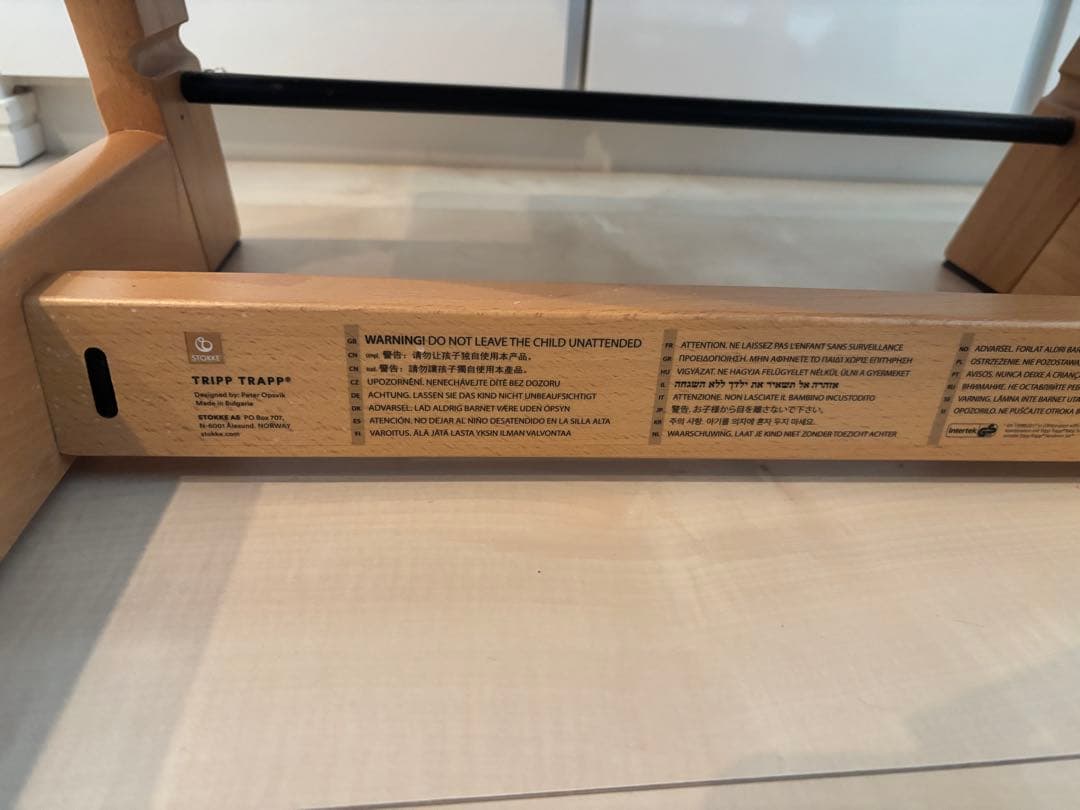 STOKKE
TRIPP TRAPP®
Designed by: Peter Opsvik
Made in Bulgaria
STOKKE AS PO Box 707,
N-6001 Ålesund, NORWAY
stokke.com
GB WARNING! DO NOT LEAVE THE CHILD UNATTENDED
CN (simpl.) 警告：请勿让孩子独自使用本产品。
CN (trad.) 警告：請勿讓孩子獨自使用本產品。
CZ UPOZORNĚNÍ. NENECHÁVEJTE DÍTĚ BEZ DOZORU
DE ACHTUNG. LASSEN SIE DAS KIND NICHT UNBEAUFSICHTIGT
DK ADVARSEL: LAD ALDRIG BARNET VÆRE UDEN OPSYN
ES ATENCIÓN. NO DEJAR AL NIÑO DESATENDIDO EN LA SILLA ALTA
FI VAROITUS. ÄLÄ JÄTÄ LASTA YKSIN ILMAN VALVONTAA
FR ATTENTION. NE LAISSEZ PAS L'ENFANT SANS SURVEILLANCE
GR ΠΡΟΕΙΔΟΠΟΙΗΣΗ. ΜΗΝ ΑΦΗΝΕΤΕ ΤΟ ΠΑΙΔΙ ΧΩΡΙΣ ΕΠΙΤΗΡΗΣΗ
HU VIGYÁZAT. NE HAGYJA FELÜGYELET NÉLKÜL ÜLNI A GYERMEKET
IL אזהרה אל תשאיר את ילדך ללא השגחה
IT ATTENZIONE. NON LASCIATE IL BAMBINO INCUSTODITO
JP 警告。お子様から目を離さないで下さい。
KR 주의 사항. 아기를 의자에 혼자 두지 마세요.
NL WAARSCHUWING. LAAT JE KIND NIET ZONDER TOEZICHT ACHTER
NO ADVARSEL. FORLAT ALDRI BAR
PL OSTRZEŻENIE. NIE POZOSTAWI
PT AVISOS. NUNCA DEIXE A CRIANÇ
RU ВНИМАНИЕ. НЕ ОСТАВЛЯЙТЕ РЕБ
SE VARNING. LÄMNA INTE BARNET UTA
SI OPOZORILO. NE PUŠČAJTE OTROKA B
Intertek GS